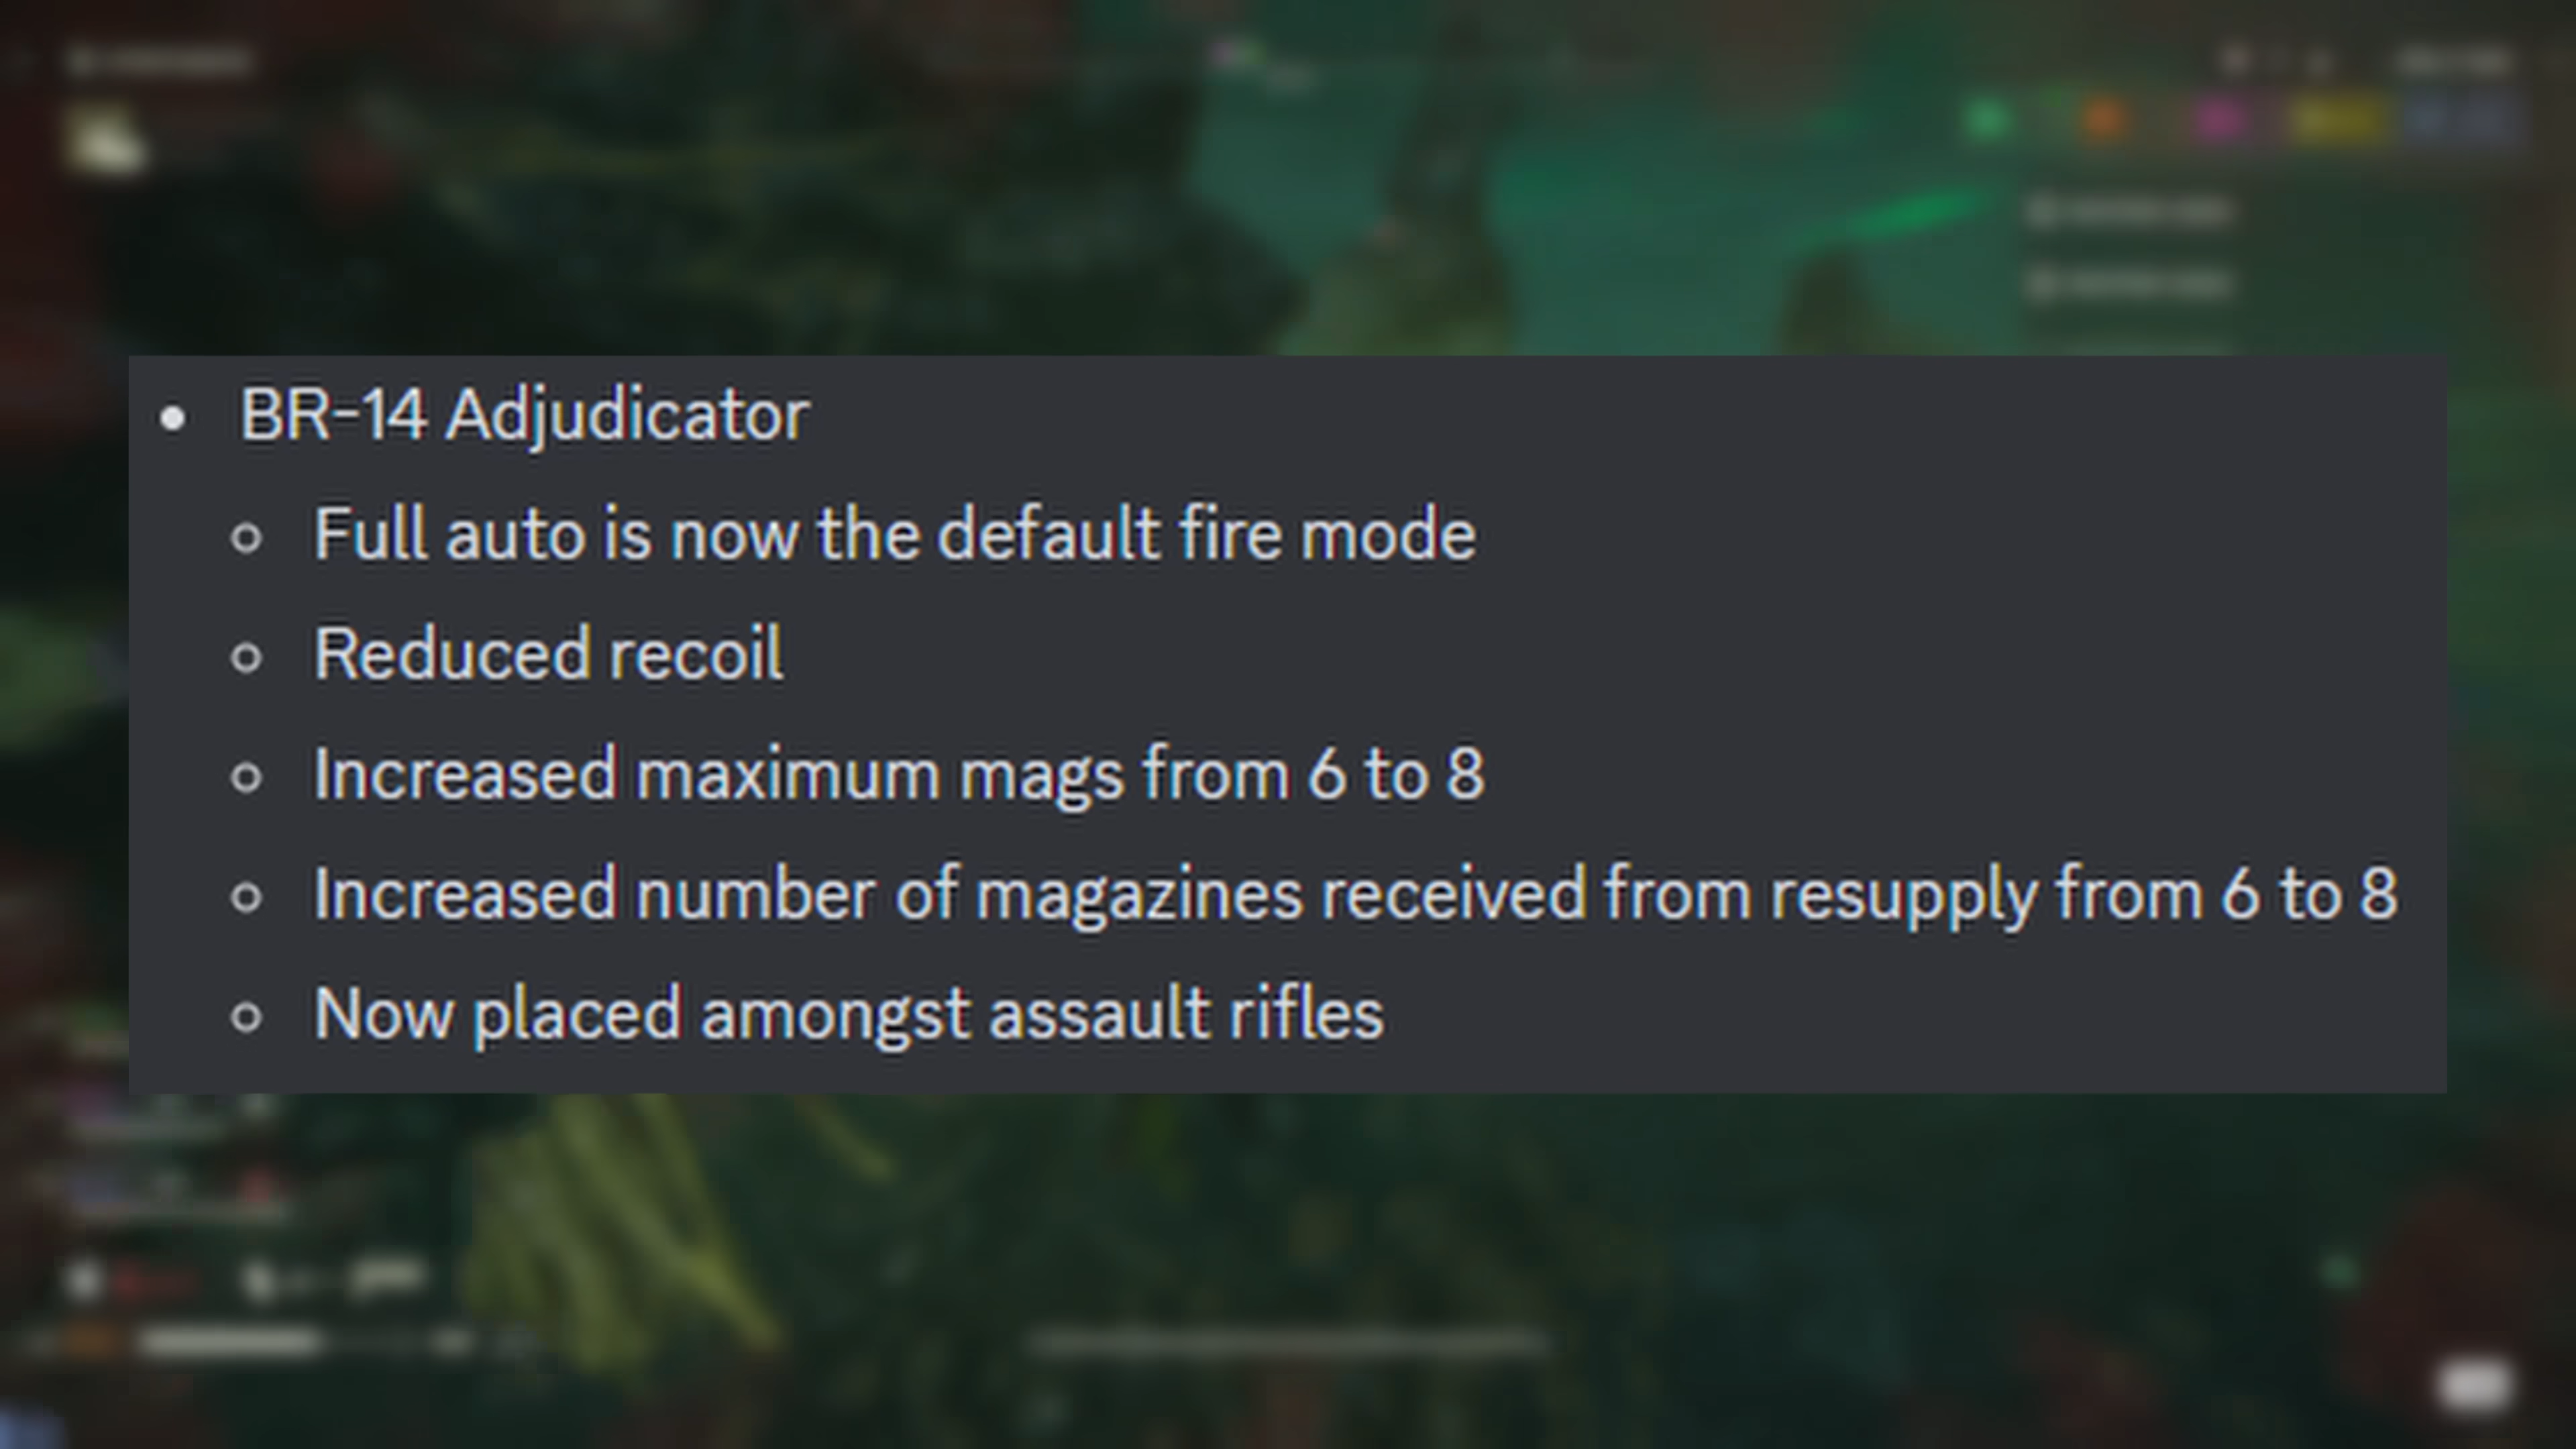 • BR-14 Adjudicator
○ Full auto is now the default fire mode
○ Reduced recoil
○ Increased maximum mags from 6 to 8
○ Increased number of magazines received from resupply from 6 to 8
○ Now placed amongst assault rifles